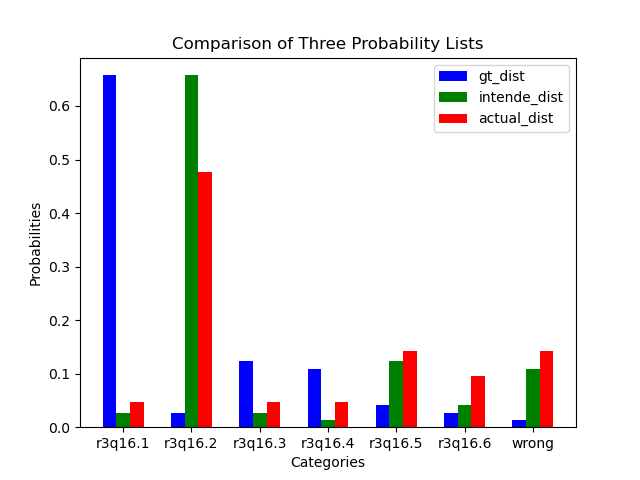 Comparison of Three Probability Lists
gt_dist
intende_dist
actual_dist
Probabilities
0.6
0.5
0.4
0.3
0.2
0.1
0.0
r3q16.1 r3q16.2 r3q16.3 r3q16.4 r3q16.5 r3q16.6 wrong
Categories